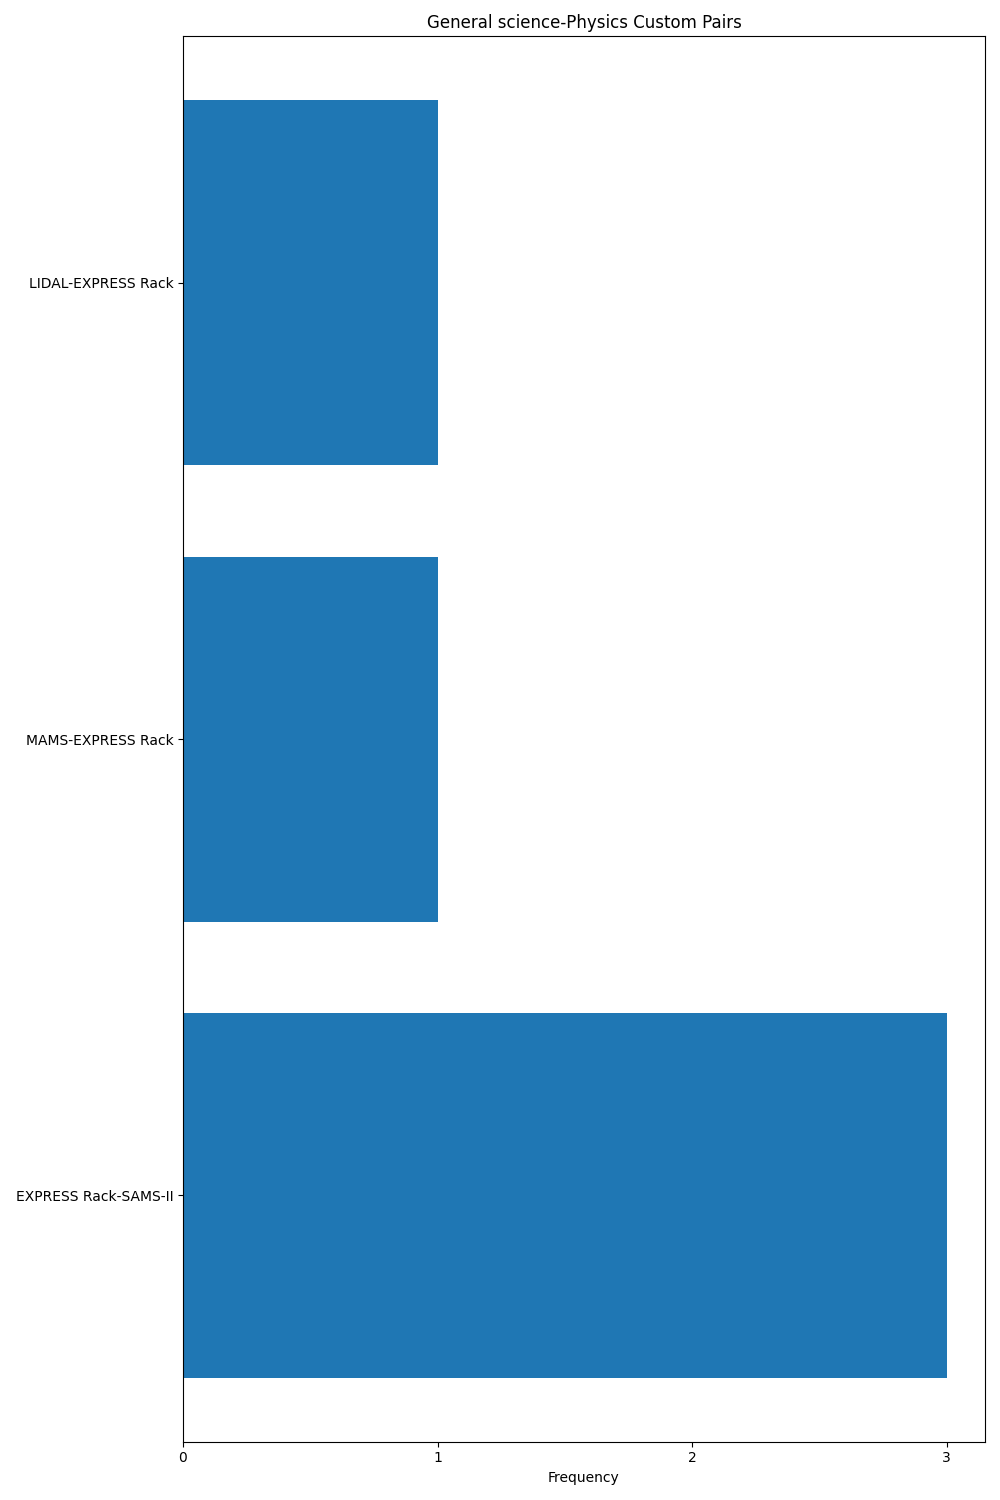 General science-Physics Custom Pairs
LIDAL-EXPRESS Rack
MAMS-EXPRESS Rack
EXPRESS Rack-SAMS-II
0 1 2 3
Frequency